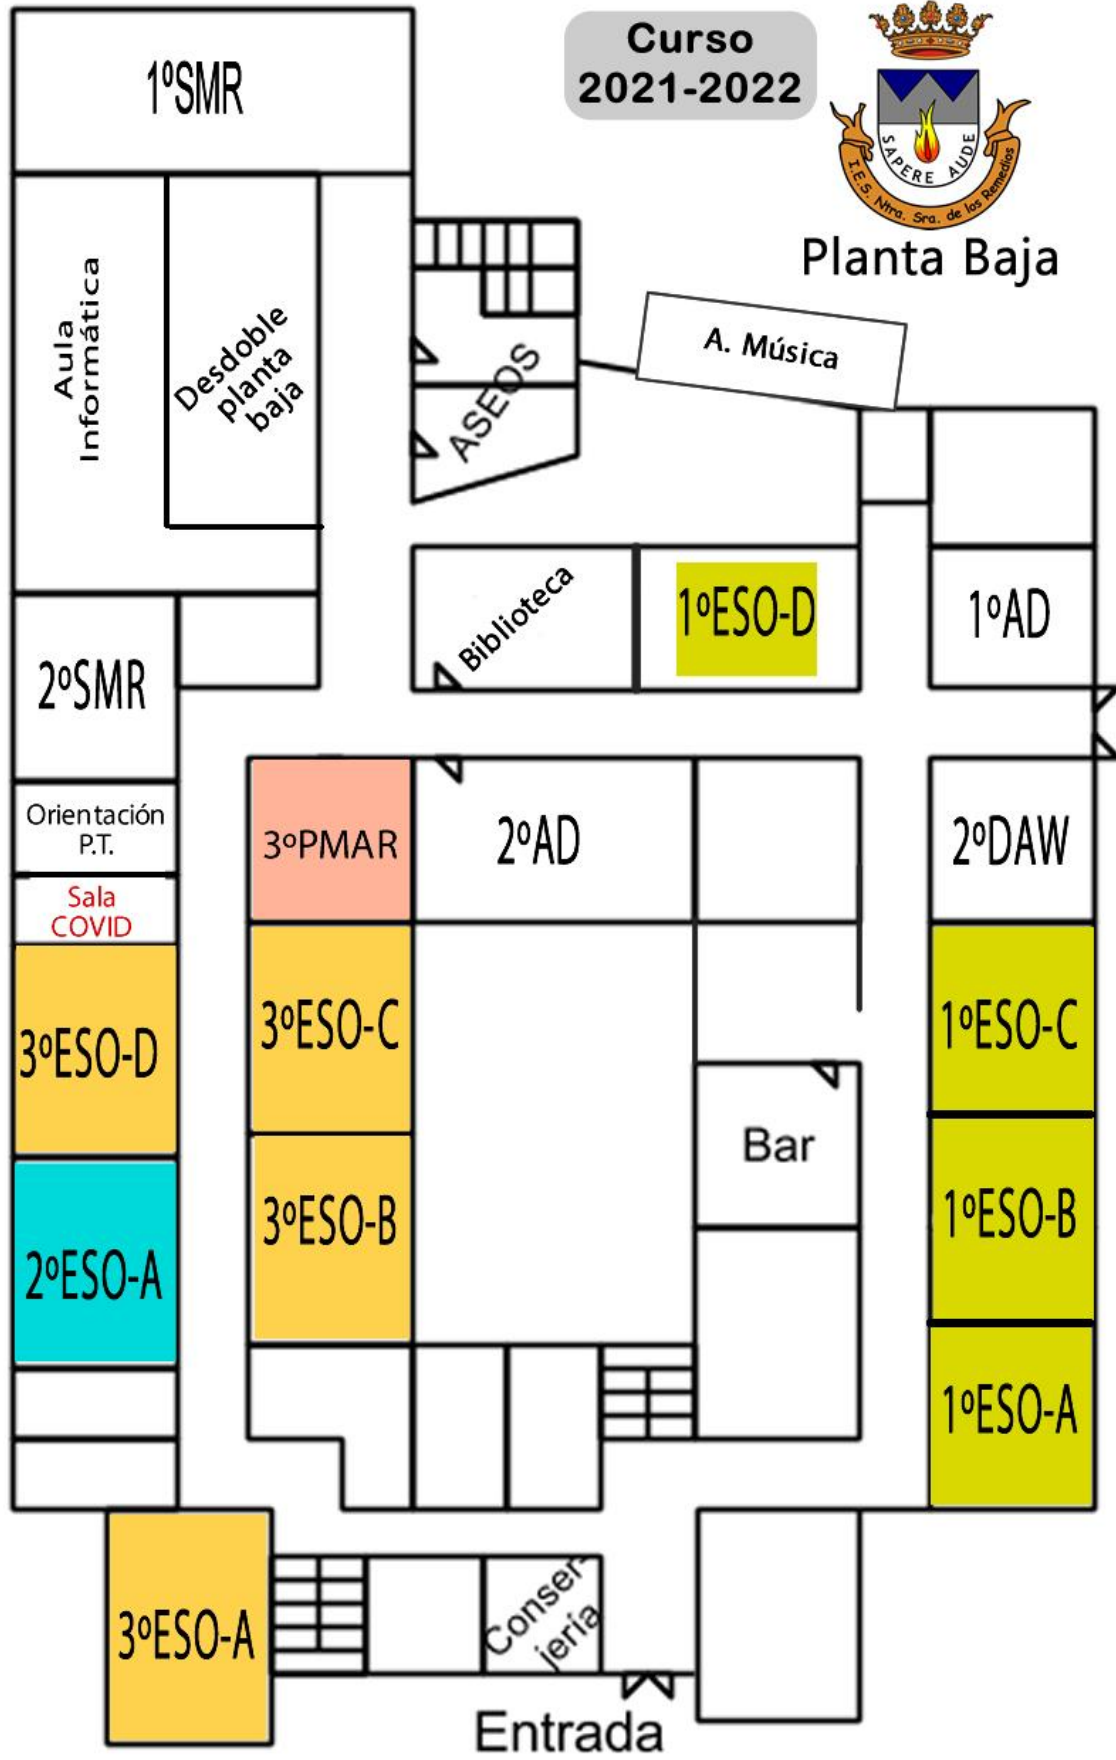 Curso
2021-2022
SAPERE AUDE
I.E.S. Ntra. Sra. de los Remedios
Planta Baja
1ºSMR
Aula
Informática
Desdoble
planta
baja
ASEOS
A. Música
Biblioteca
1ºESO-D
1ºAD
2ºSMR
Orientación
P.T.
Sala
COVID
3ºPMAR
2ºAD
2ºDAW
3ºESO-D
3ºESO-C
1ºESO-C
Bar
3ºESO-B
1ºESO-B
2ºESO-A
1ºESO-A
3ºESO-A
Conser-
jería
Entrada